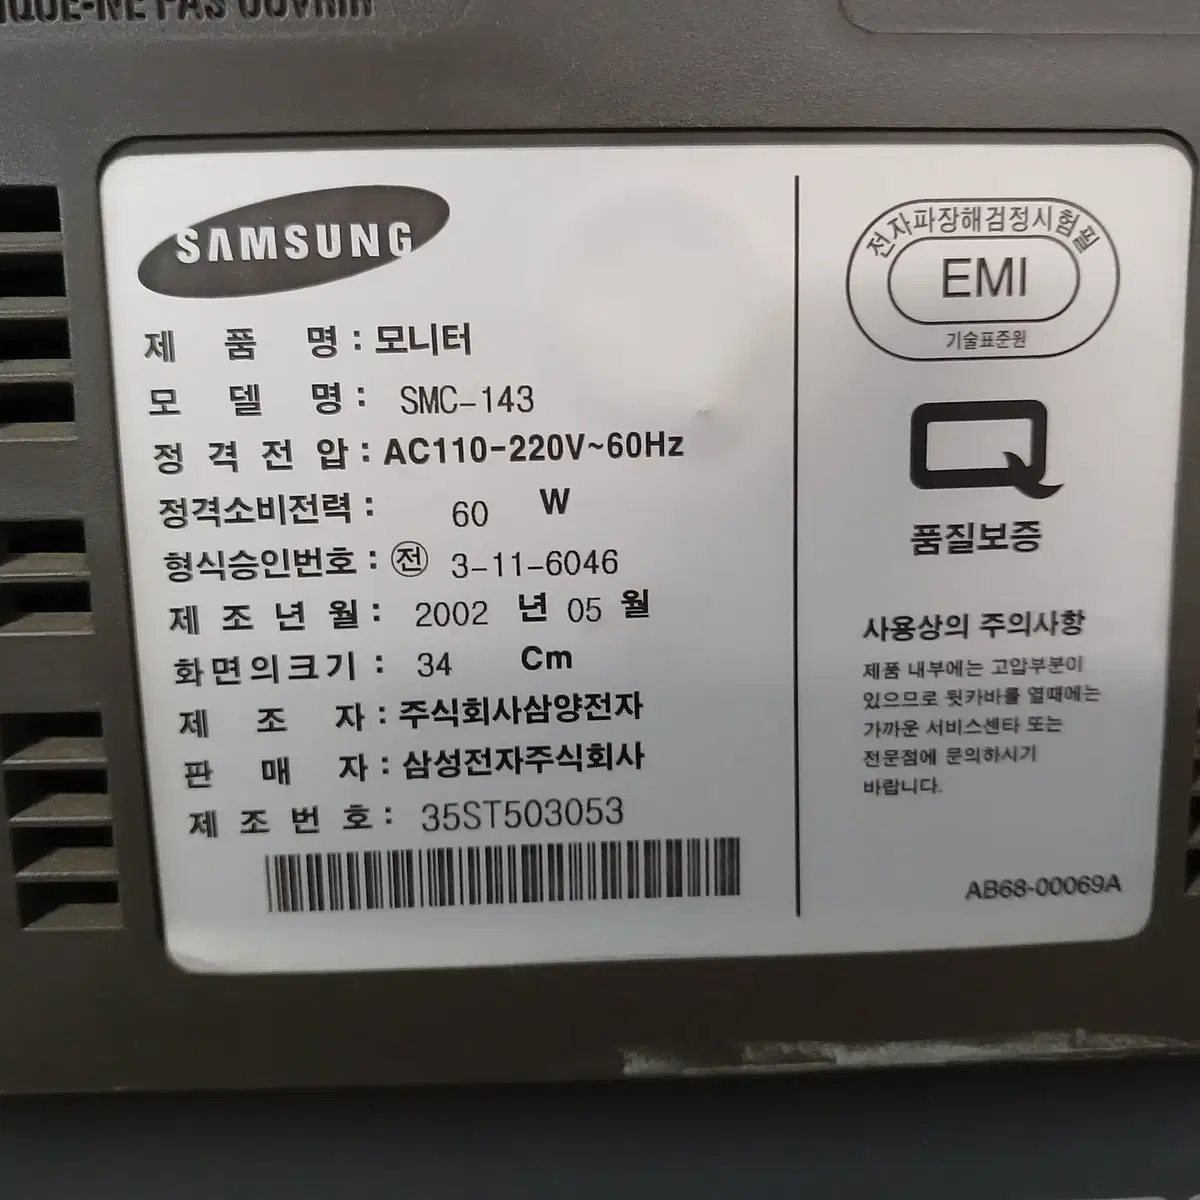 SAMSUNG
제 품 명 : 모니터
모 델 명 : SMC-143
정 격 전 압 : AC110-220V~60Hz
정격소비전력 : 60 W
형식승인번호 : 전 3-11-6046
제 조 년 월 : 2002 년 05 월
화면의크기 : 34 Cm
제 조 자 : 주식회사삼양전자
판 매 자 : 삼성전자주식회사
제 조 번 호 : 35ST503053
전자파장해검정시험필
EMI
기술표준원
Q
품질보증
사용상의 주의사항
제품 내부에는 고압부분이
있으므로 뒷카바를 열때에는
가까운 서비스센타 또는
전문점에 문의하시기
바랍니다.
AB68-00069A